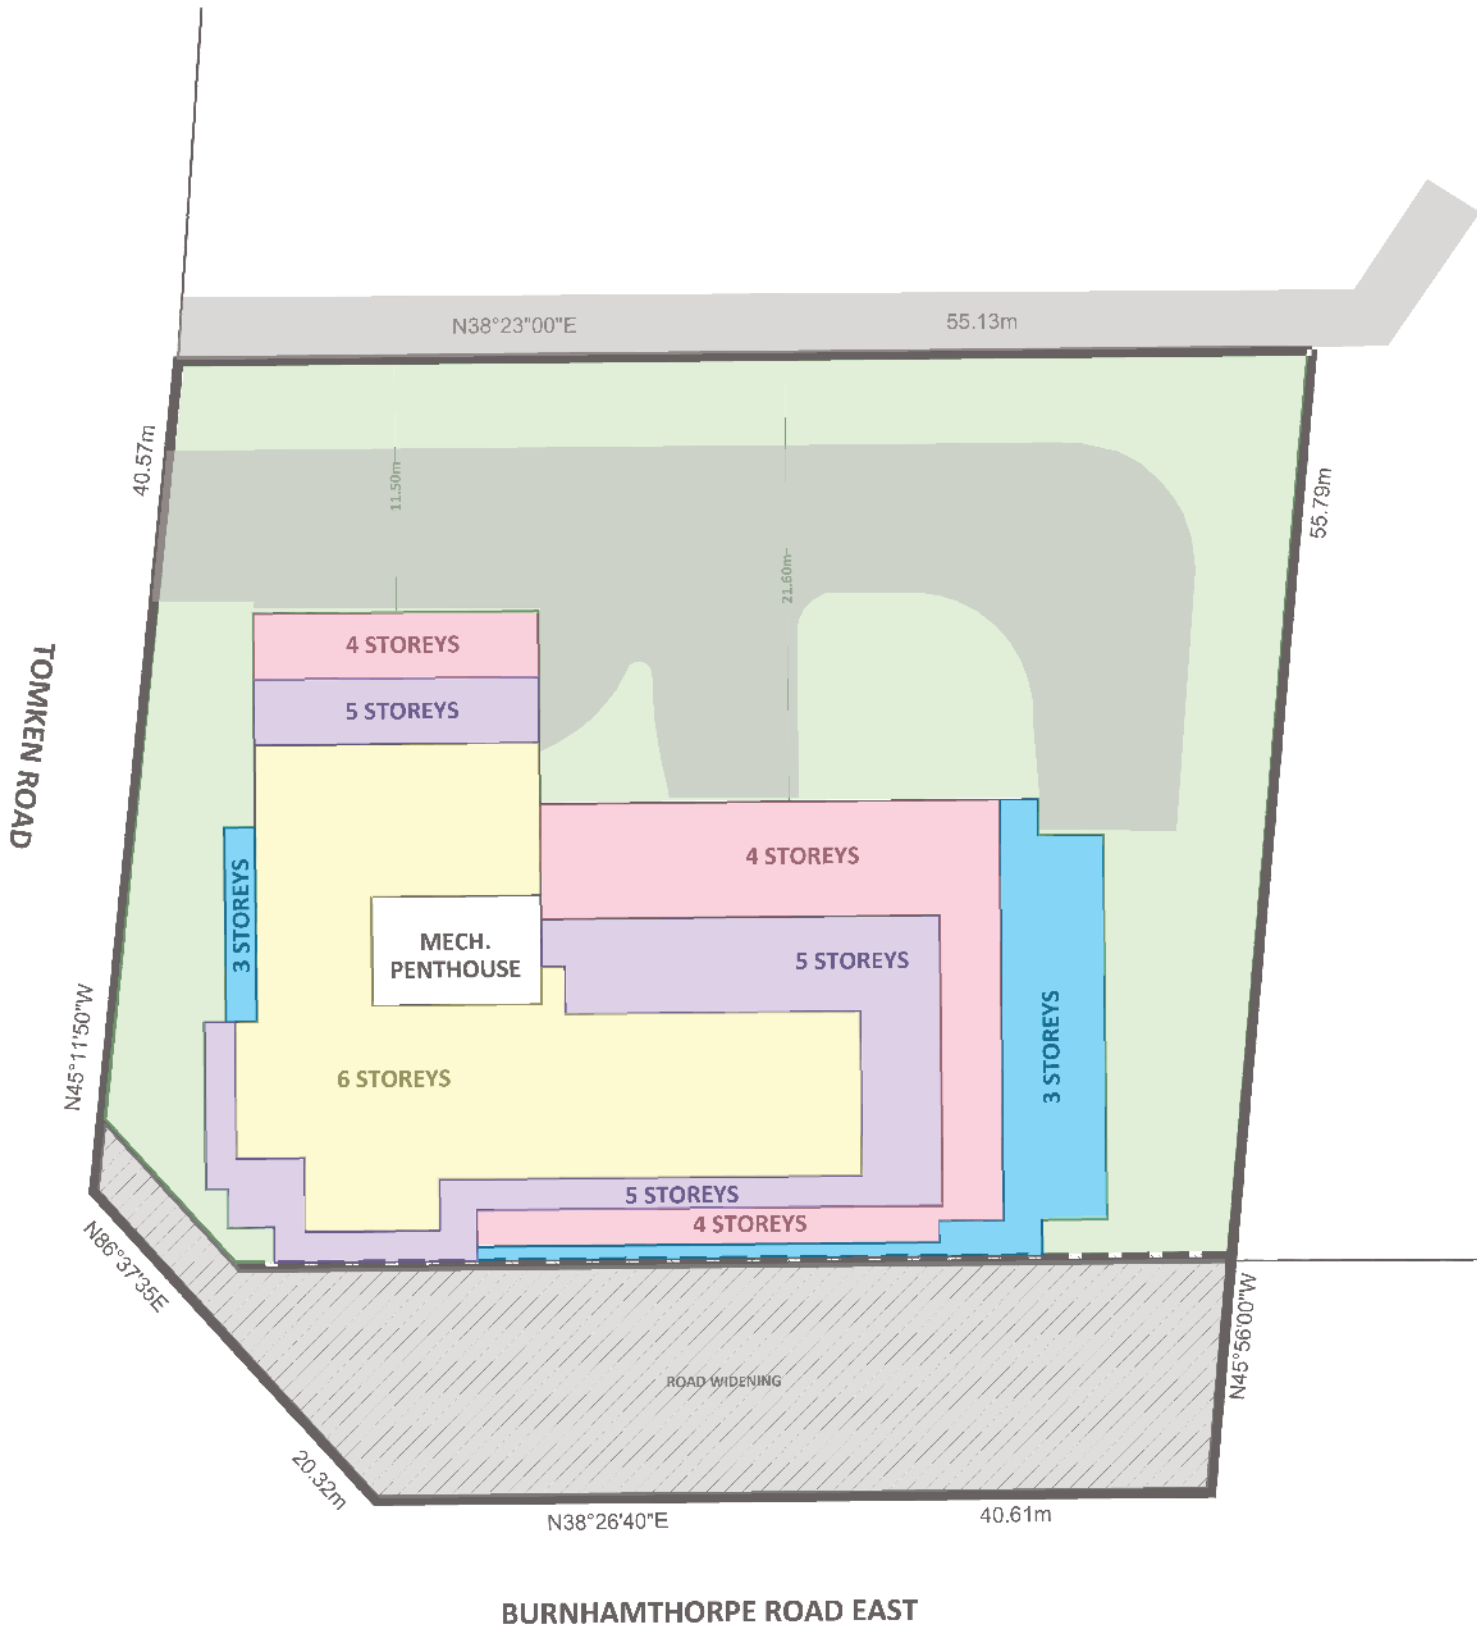 N38°23"00"E
55.13m
40.57m
11.50m
21.60m
55.79m
4 STOREYS
5 STOREYS
TOMKEN ROAD
3 STOREYS
4 STOREYS
MECH.
PENTHOUSE
5 STOREYS
3 STOREYS
N45°11'50"W
6 STOREYS
5 STOREYS
4 STOREYS
N86°37'35E
N45°56'00"W
ROAD WIDENING
20.32m
N38°26'40"E
40.61m
BURNHAMTHORPE ROAD EAST